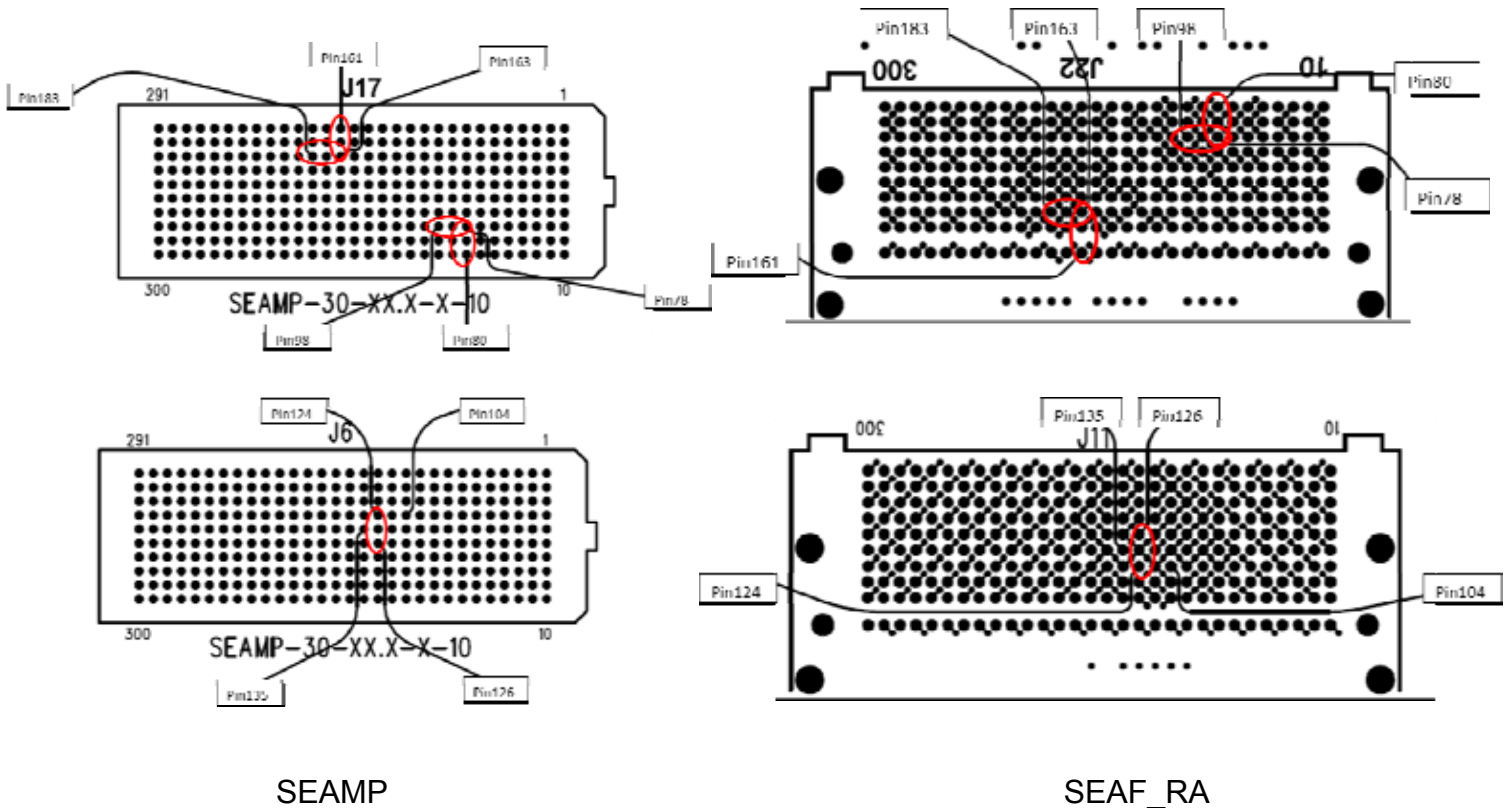 Pin183
Pin161
Pin163
J17
291
1
300
10
SEAMP-30-XX.X-X-10
Pin98
Pin80
Pin78
Pin183
Pin163
Pin98
300
J22
10
Pin80
Pin78
Pin161
Pin124
Pin104
J6
291
1
300
10
SEAMP-30-XX.X-X-10
Pin135
Pin126
Pin135
Pin126
300
J11
10
Pin124
Pin104
SEAMP
SEAF_RA